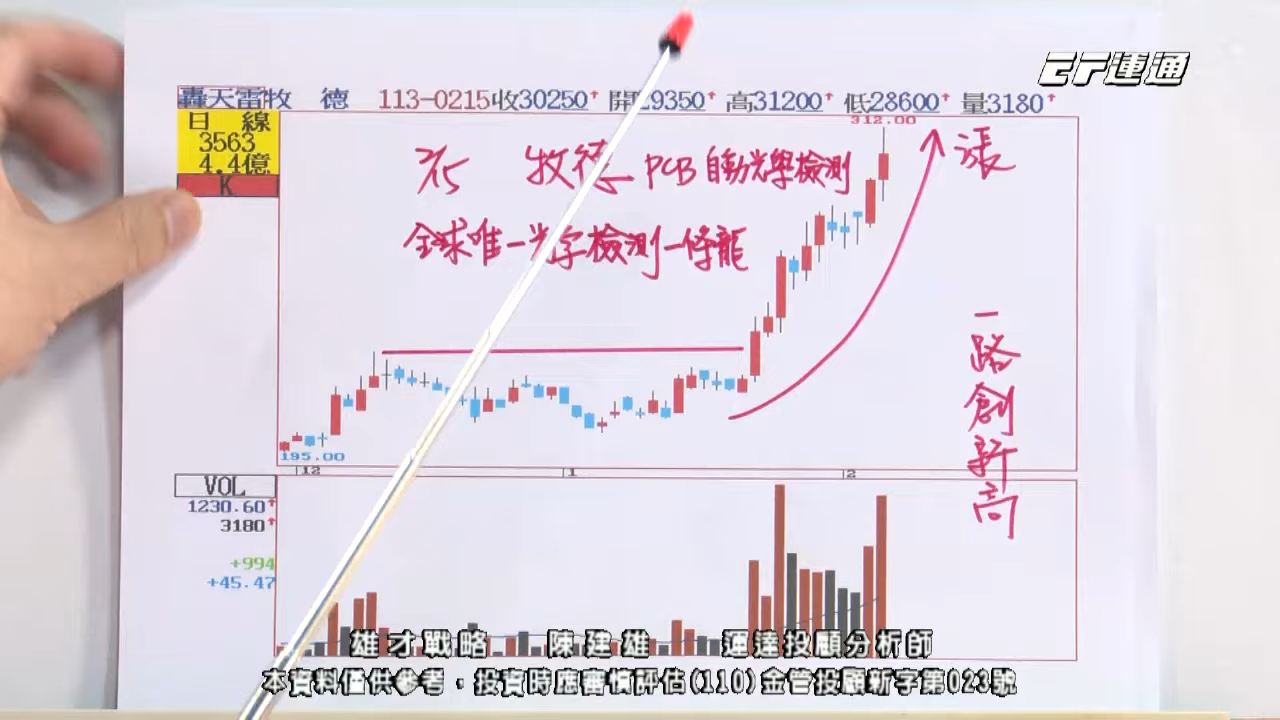 EF運通
轟天雷牧 德 113-0215收30250↑ 開29350↑ 高31200↑ 低28600↑ 量3180↑
日 線
3563
4.4億
K
312.00
漲
2/15 牧德 PCB自動光學檢測
全球唯一光字檢測一條龍
一路創新高
195.00
12 1 2
VOL
1230.60↑
3180↑
+994
+45.47
雄才戰略 陳建雄 運達投顧分析師
本資料僅供參考，投資時應審慎評估(110)金管投顧新字第023號